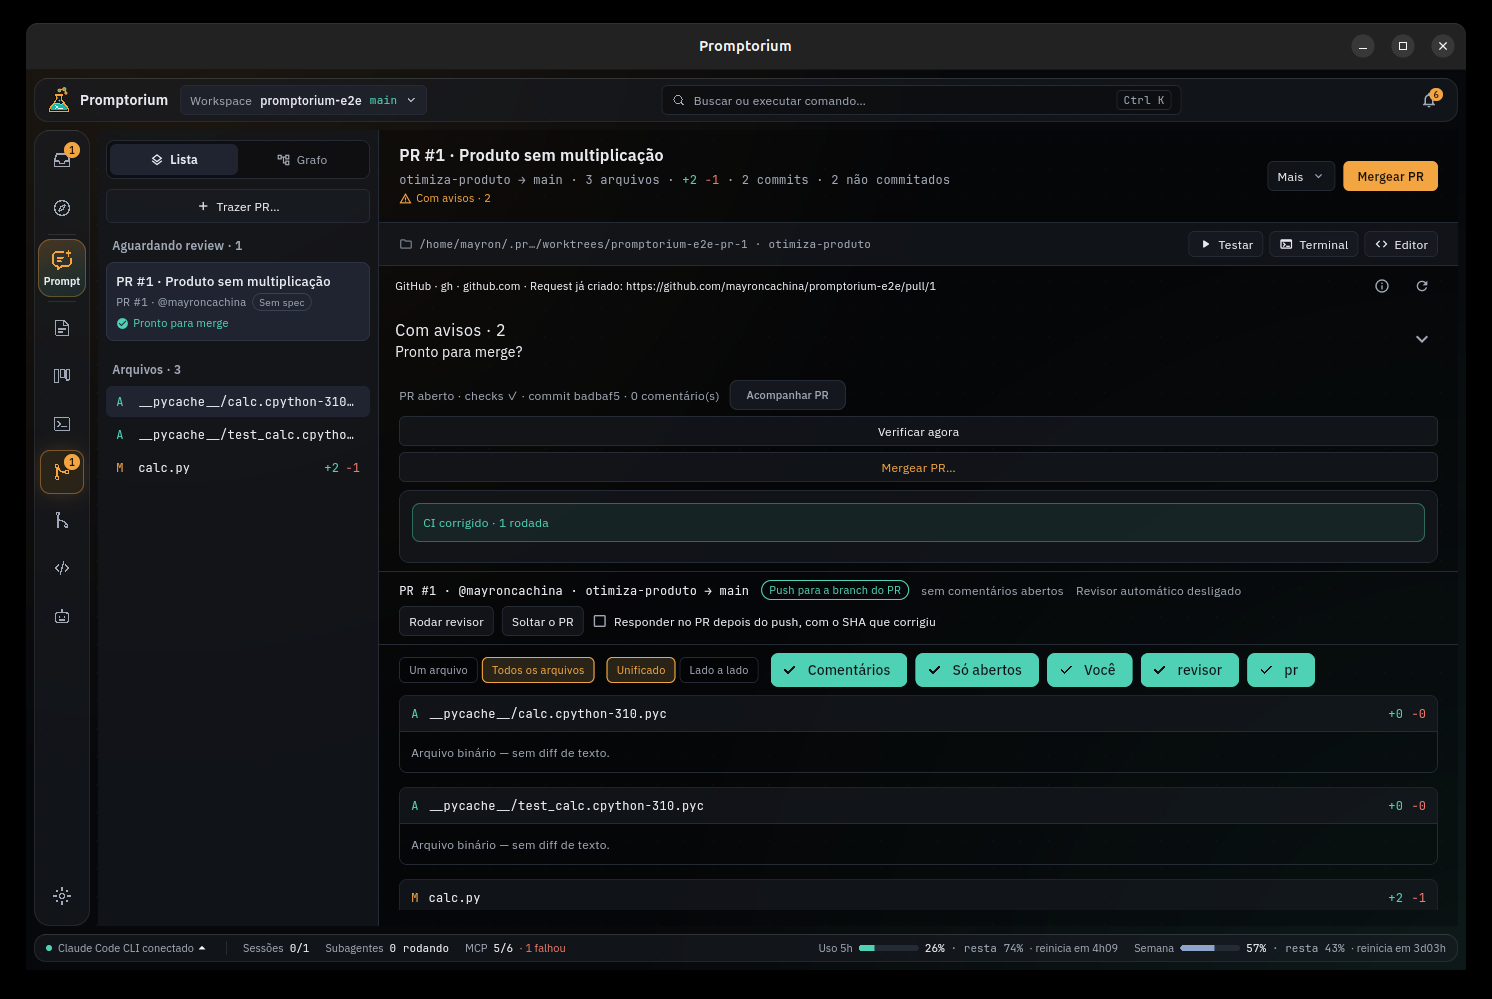 Promptorium
Promptorium
Workspace promptorium-e2e main
Buscar ou executar comando...
Ctrl K
6
1
Prompt
1
Lista
Grafo
+ Trazer PR...
Aguardando review · 1
PR #1 · Produto sem multiplicação
PR #1 · @mayroncachina Sem spec
Pronto para merge
Arquivos · 3
A __pycache__/calc.cpython-310…
A __pycache__/test_calc.cpytho…
M calc.py +2 -1
PR #1 · Produto sem multiplicação
otimiza-produto → main · 3 arquivos · +2 -1 · 2 commits · 2 não commitados
Com avisos · 2
Mais
Mergear PR
/home/mayron/.pr…/worktrees/promptorium-e2e-pr-1 · otimiza-produto
Testar
Terminal
Editor
GitHub · gh · github.com · Request já criado: https://github.com/mayroncachina/promptorium-e2e/pull/1
Com avisos · 2
Pronto para merge?
PR aberto · checks ✓ · commit badbaf5 · 0 comentário(s)
Acompanhar PR
Verificar agora
Mergear PR...
CI corrigido · 1 rodada
PR #1 · @mayroncachina · otimiza-produto → main
Push para a branch do PR
sem comentários abertos
Revisor automático desligado
Rodar revisor
Soltar o PR
Responder no PR depois do push, com o SHA que corrigiu
Um arquivo
Todos os arquivos
Unificado
Lado a lado
Comentários
Só abertos
Você
revisor
pr
A __pycache__/calc.cpython-310.pyc +0 -0
Arquivo binário — sem diff de texto.
A __pycache__/test_calc.cpython-310.pyc +0 -0
Arquivo binário — sem diff de texto.
M calc.py +2 -1
Claude Code CLI conectado
Sessões 0/1
Subagentes 0 rodando
MCP 5/6 · 1 falhou
Uso 5h 26% · resta 74% · reinicia em 4h09
Semana 57% · resta 43% · reinicia em 3d03h